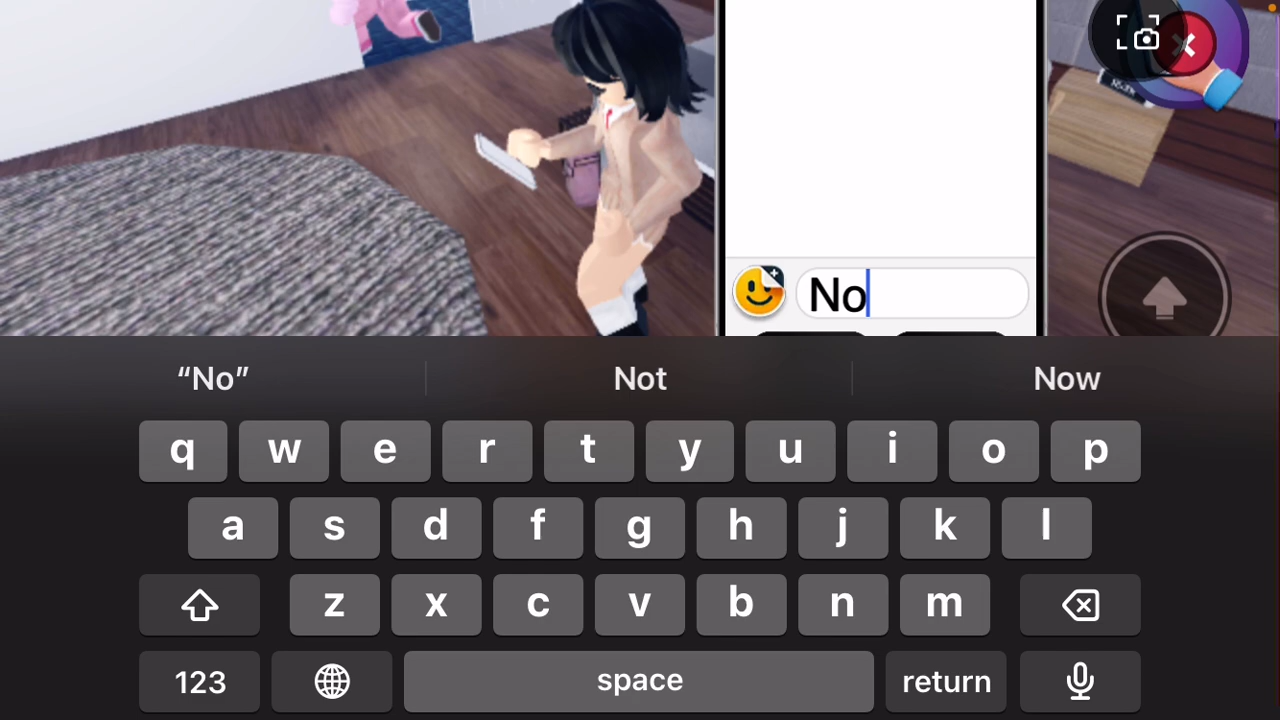 No
“No” Not Now
q w e r t y u i o p
a s d f g h j k l
z x c v b n m
123 space return